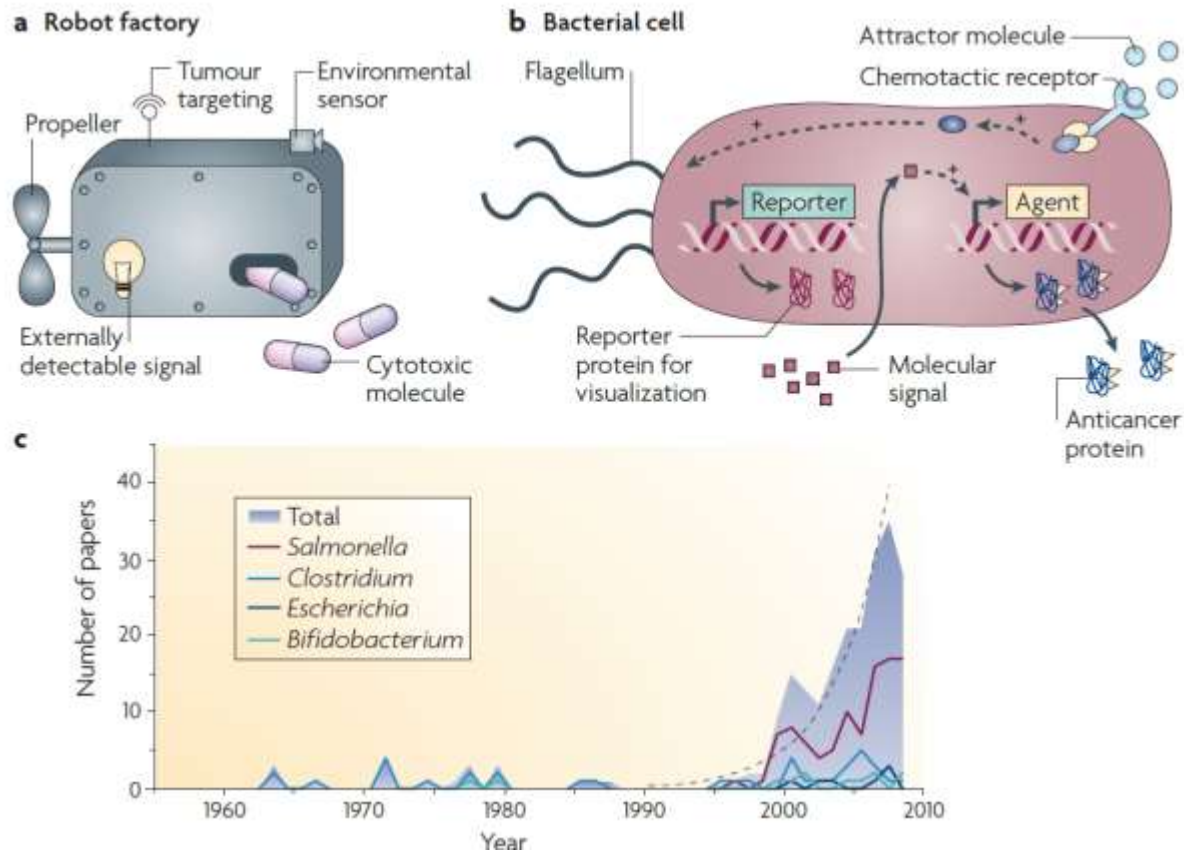 a Robot factory
Tumour
targeting
Environmental
sensor
Propeller
Externally
detectable signal
Cytotoxic
molecule
b Bacterial cell
Attractor molecule
Flagellum
Chemotactic receptor
+
+
+
Reporter
Agent
Reporter
protein for
visualization
Molecular
signal
Anticancer
protein
c
Number of papers
40
30
20
10
0
Total
Salmonella
Clostridium
Escherichia
Bifidobacterium
1960
1970
1980
1990
2000
2010
Year